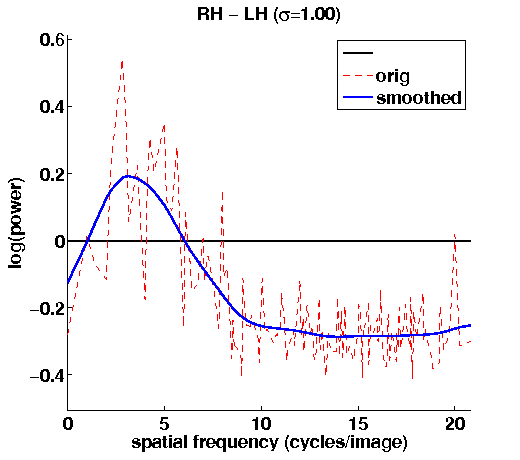 RH − LH (σ=1.00)
0.6
0.4
0.2
0
−0.2
−0.4
log(power)
orig
smoothed
0 5 10 15 20
spatial frequency (cycles/image)